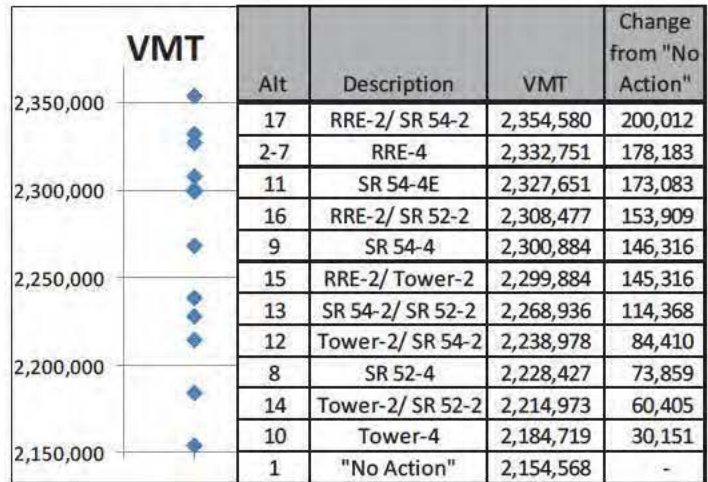 VMT
2,350,000
2,300,000
2,250,000
2,200,000
2,150,000
Alt Description VMT Change from "No Action"
17 RRE-2/ SR 54-2 2,354,580 200,012
2-7 RRE-4 2,332,751 178,183
11 SR 54-4E 2,327,651 173,083
16 RRE-2/ SR 52-2 2,308,477 153,909
9 SR 54-4 2,300,884 146,316
15 RRE-2/ Tower-2 2,299,884 145,316
13 SR 54-2/ SR 52-2 2,268,936 114,368
12 Tower-2/ SR 54-2 2,238,978 84,410
8 SR 52-4 2,228,427 73,859
14 Tower-2/ SR 52-2 2,214,973 60,405
10 Tower-4 2,184,719 30,151
1 "No Action" 2,154,568 -